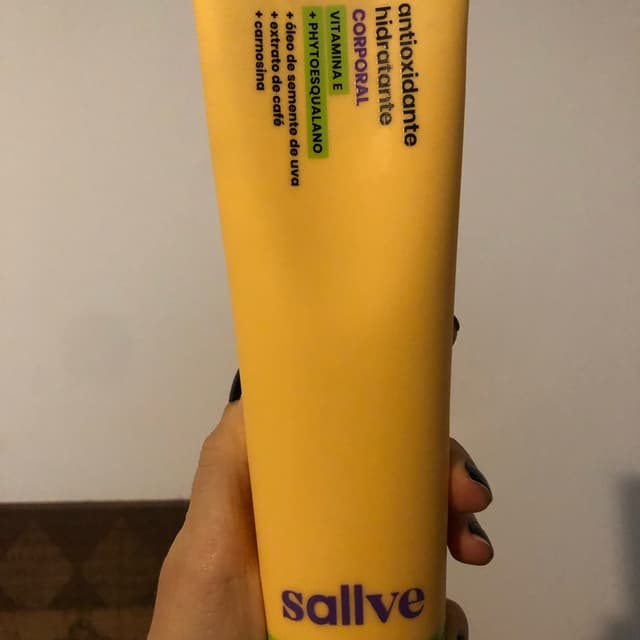 antioxidante
hidratante
CORPORAL
VITAMINA E
+ PHYTOESQUALANO
+ óleo de semente de uva
+ extrato de café
+ carnosina
sallve